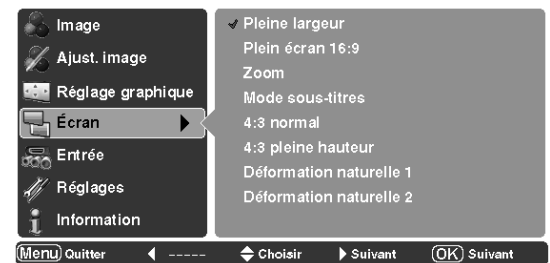 Image
Ajust. image
Réglage graphique
Écran
Entrée
Réglages
Information
Pleine largeur
Plein écran 16:9
Zoom
Mode sous-titres
4:3 normal
4:3 pleine hauteur
Déformation naturelle 1
Déformation naturelle 2
Menu Quitter ----- Choisir Suivant OK Suivant